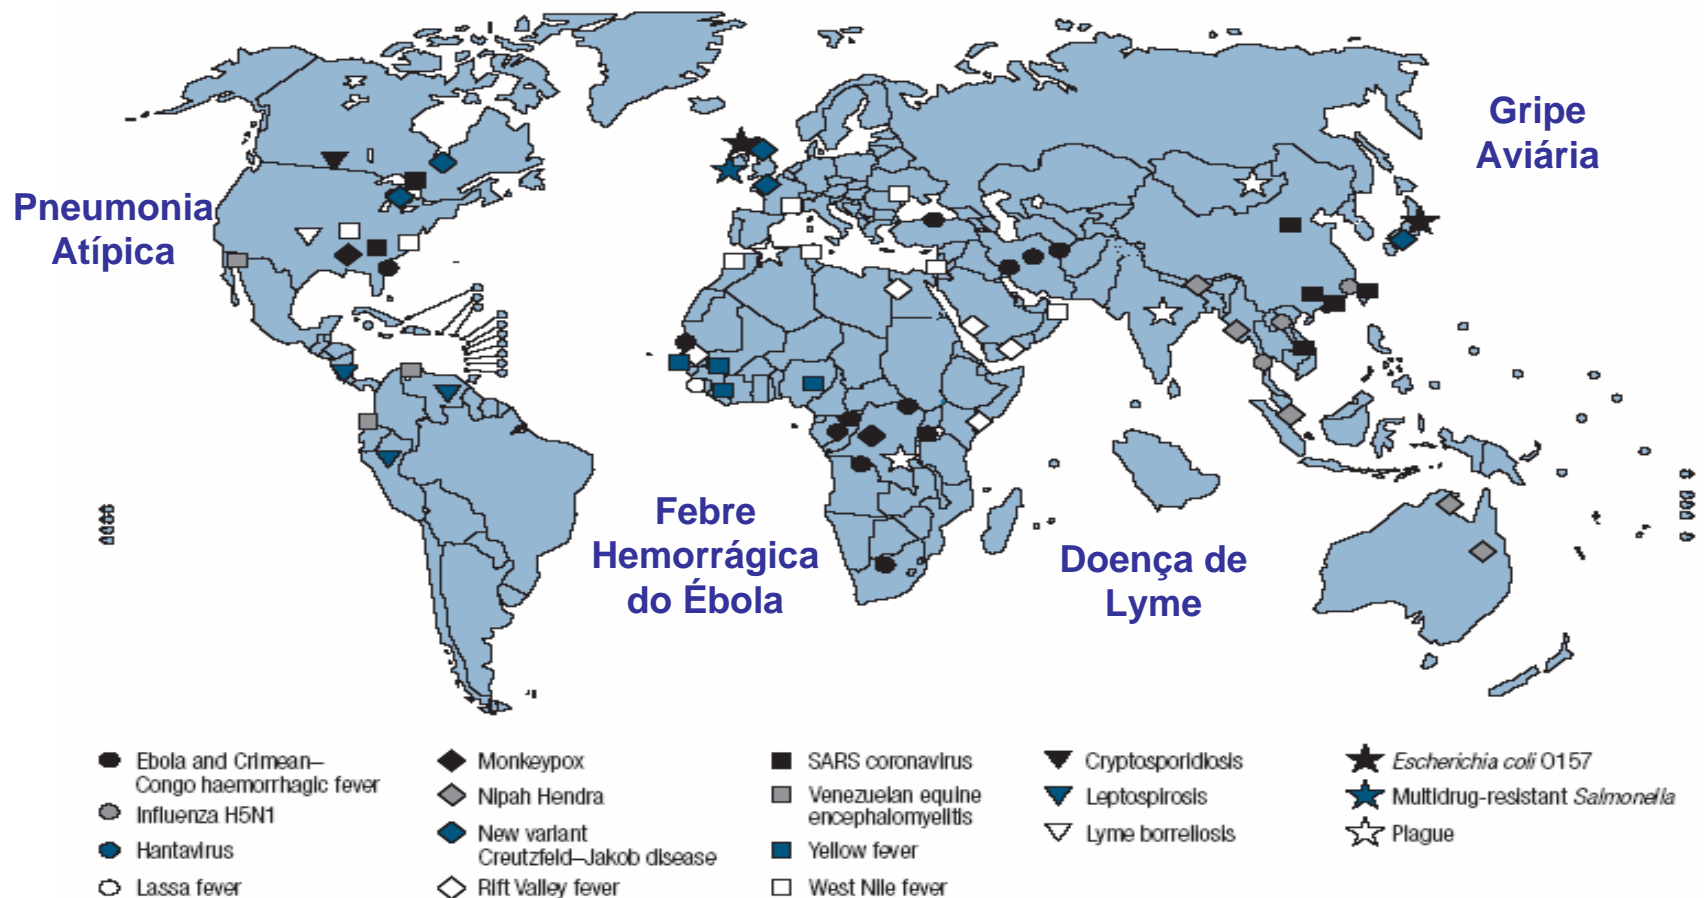 Gripe
Aviária
Pneumonia
Atípica
Febre
Hemorrágica
do Ébola
Doença de
Lyme
Ebola and Crimean–
Congo haemorrhagic fever
Influenza H5N1
Hantavirus
Lassa fever
Monkeypox
Nipah Hendra
New variant
Creutzfeld–Jakob disease
Rift Valley fever
SARS coronavirus
Venezuelan equine
encephalomyelitis
Yellow fever
West Nile fever
Cryptosporidiosis
Leptospirosis
Lyme borreliosis
Escherichia coli O157
Multidrug-resistant Salmonella
Plague